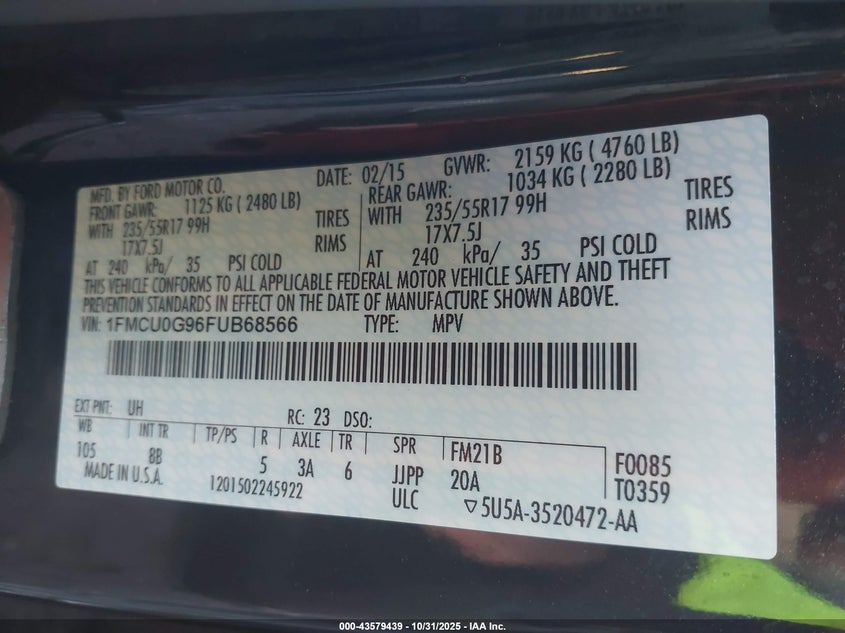 MFD. BY FORD MOTOR CO. DATE: 02/15 GVWR: 2159 KG ( 4760 LB)
FRONT GAWR: 1125 KG ( 2480 LB) REAR GAWR: 1034 KG ( 2280 LB)
WITH 235/55R17 99H TIRES WITH 235/55R17 99H TIRES
17X7.5J RIMS 17X7.5J RIMS
AT 240 kPa/ 35 PSI COLD AT 240 kPa/ 35 PSI COLD
THIS VEHICLE CONFORMS TO ALL APPLICABLE FEDERAL MOTOR VEHICLE SAFETY AND THEFT
PREVENTION STANDARDS IN EFFECT ON THE DATE OF MANUFACTURE SHOWN ABOVE.
VIN: 1FMCU0G96FUB68566 TYPE: MPV
EXT PNT: UH RC: 23 DSO:
WB INT TR TP/PS R AXLE TR SPR FM21B F0085
105 8B 5 3A 6 JJPP 20A T0359
MADE IN U.S.A. 1201502245922 ULC ▽5U5A-3520472-AA
000-43579439 - 10/31/2025 - IAA Inc.